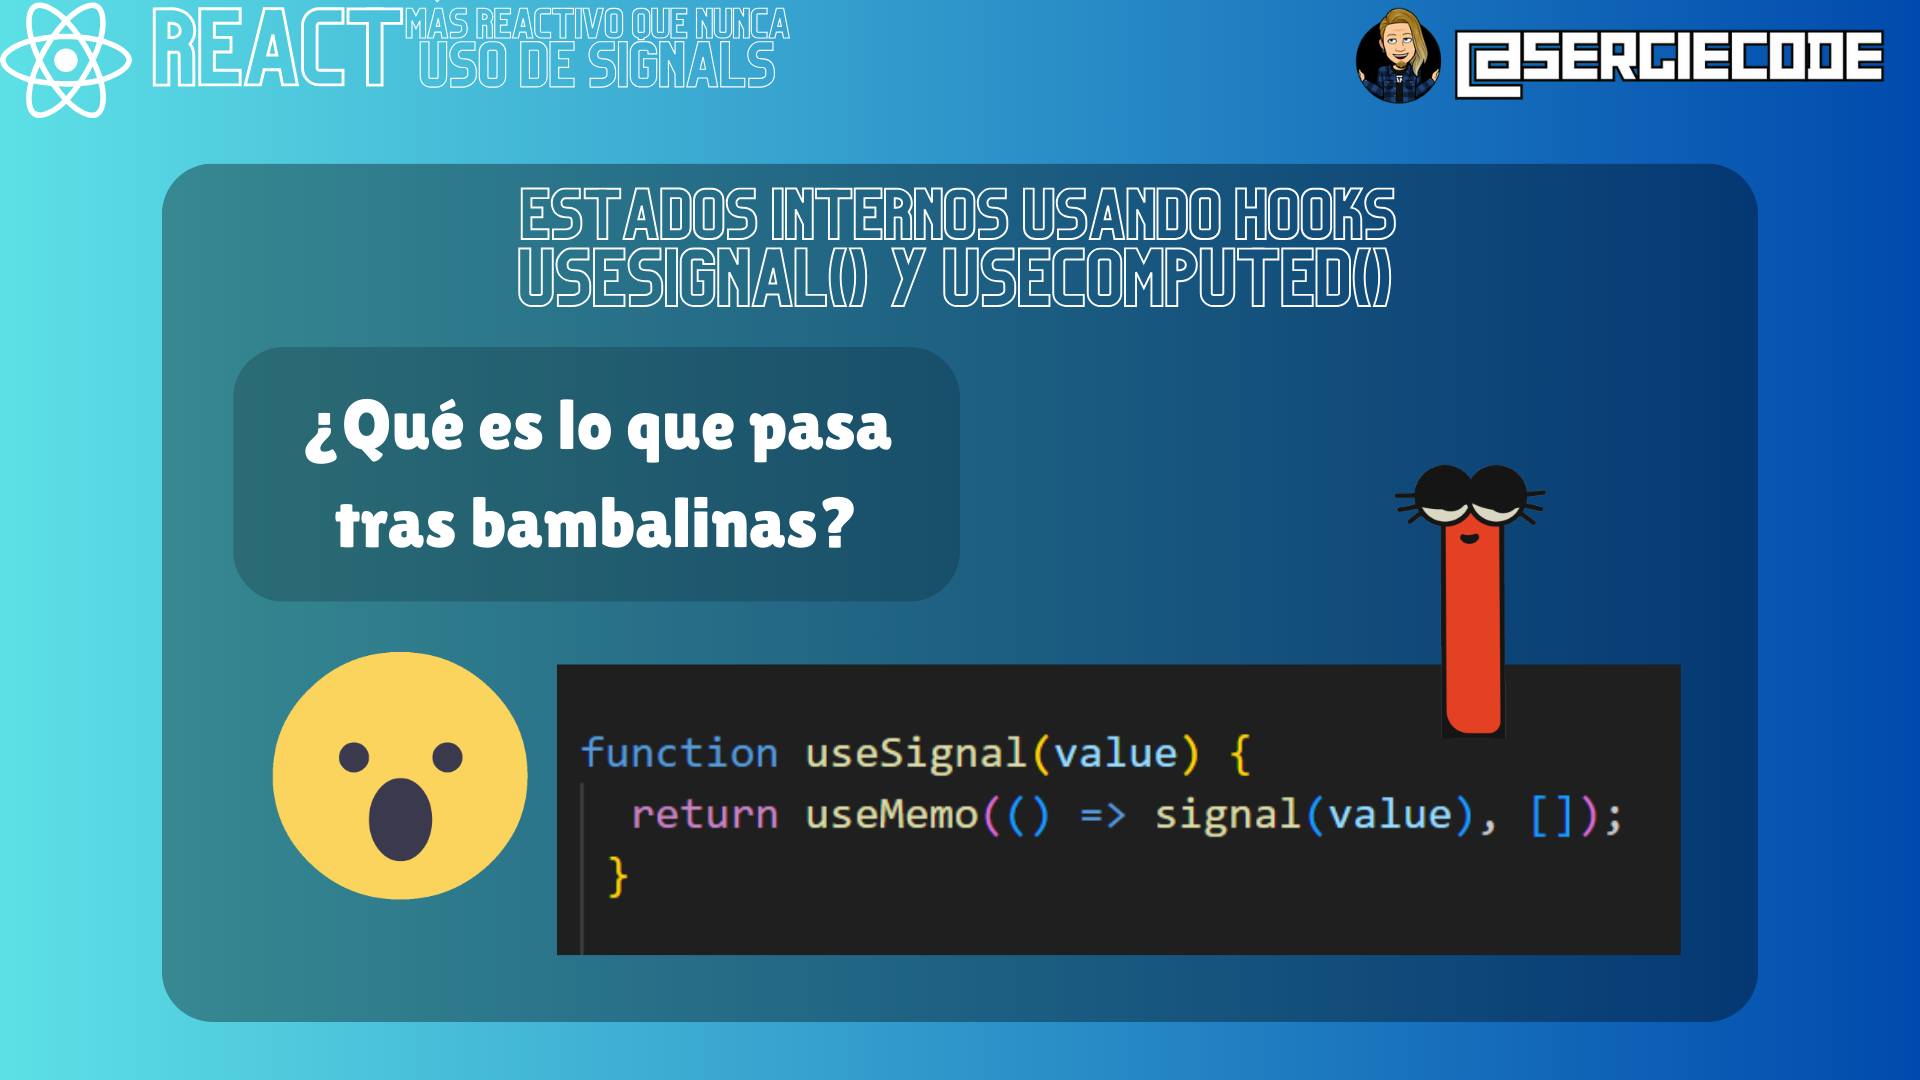 REACT
MÁS REACTIVO QUE NUNCA
USO DE SIGNALS
@SERGIECODE
ESTADOS INTERNOS USANDO HOOKS
USESIGNAL() Y USECOMPUTED()
¿Qué es lo que pasa
tras bambalinas?
function useSignal(value) {
return useMemo(() => signal(value), []);
}